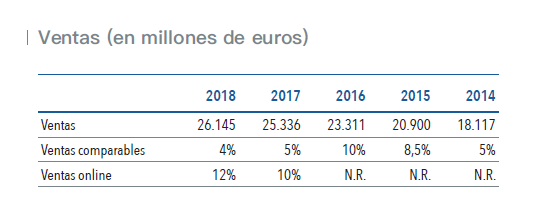 Ventas (en millones de euros)
2018 2017 2016 2015 2014
Ventas 26.145 25.336 23.311 20.900 18.117
Ventas comparables 4% 5% 10% 8,5% 5%
Ventas online 12% 10% N.R. N.R. N.R.